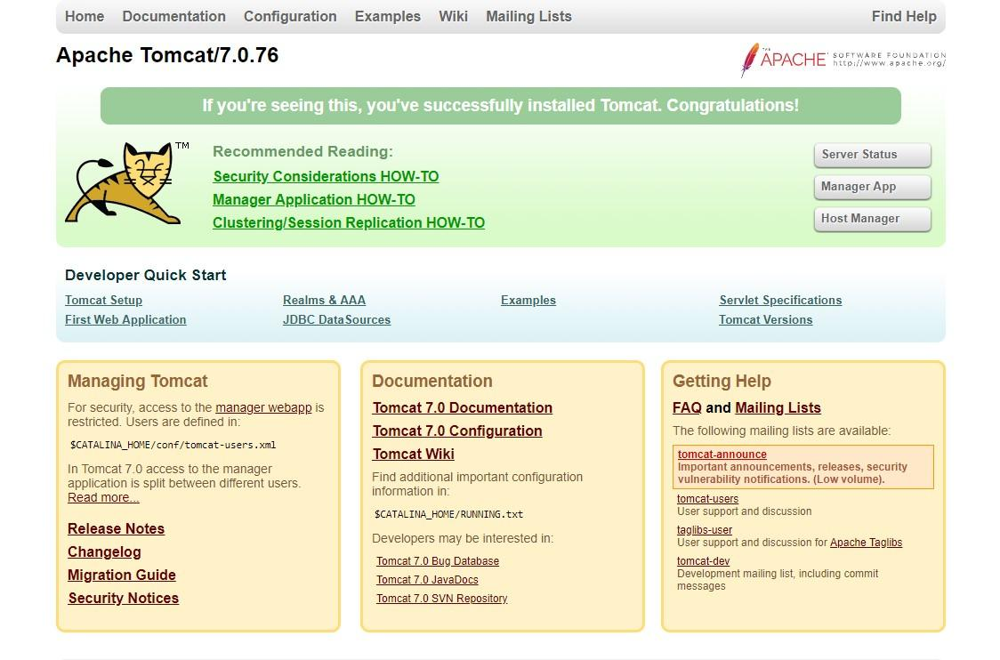 Home Documentation Configuration Examples Wiki Mailing Lists Find Help
Apache Tomcat/7.0.76
THE APACHE SOFTWARE FOUNDATION
http://www.apache.org/
If you're seeing this, you've successfully installed Tomcat. Congratulations!
TM
Recommended Reading:
Security Considerations HOW-TO
Manager Application HOW-TO
Clustering/Session Replication HOW-TO
Server Status
Manager App
Host Manager
Developer Quick Start
Tomcat Setup
First Web Application
Realms & AAA
JDBC DataSources
Examples
Servlet Specifications
Tomcat Versions
Managing Tomcat
For security, access to the manager webapp is
restricted. Users are defined in:
$CATALINA_HOME/conf/tomcat-users.xml
In Tomcat 7.0 access to the manager
application is split between different users.
Read more...
Release Notes
Changelog
Migration Guide
Security Notices
Documentation
Tomcat 7.0 Documentation
Tomcat 7.0 Configuration
Tomcat Wiki
Find additional important configuration
information in:
$CATALINA_HOME/RUNNING.txt
Developers may be interested in:
Tomcat 7.0 Bug Database
Tomcat 7.0 JavaDocs
Tomcat 7.0 SVN Repository
Getting Help
FAQ and Mailing Lists
The following mailing lists are available:
tomcat-announce
Important announcements, releases, security
vulnerability notifications. (Low volume).
tomcat-users
User support and discussion
taglibs-user
User support and discussion for Apache Taglibs
tomcat-dev
Development mailing list, including commit
messages